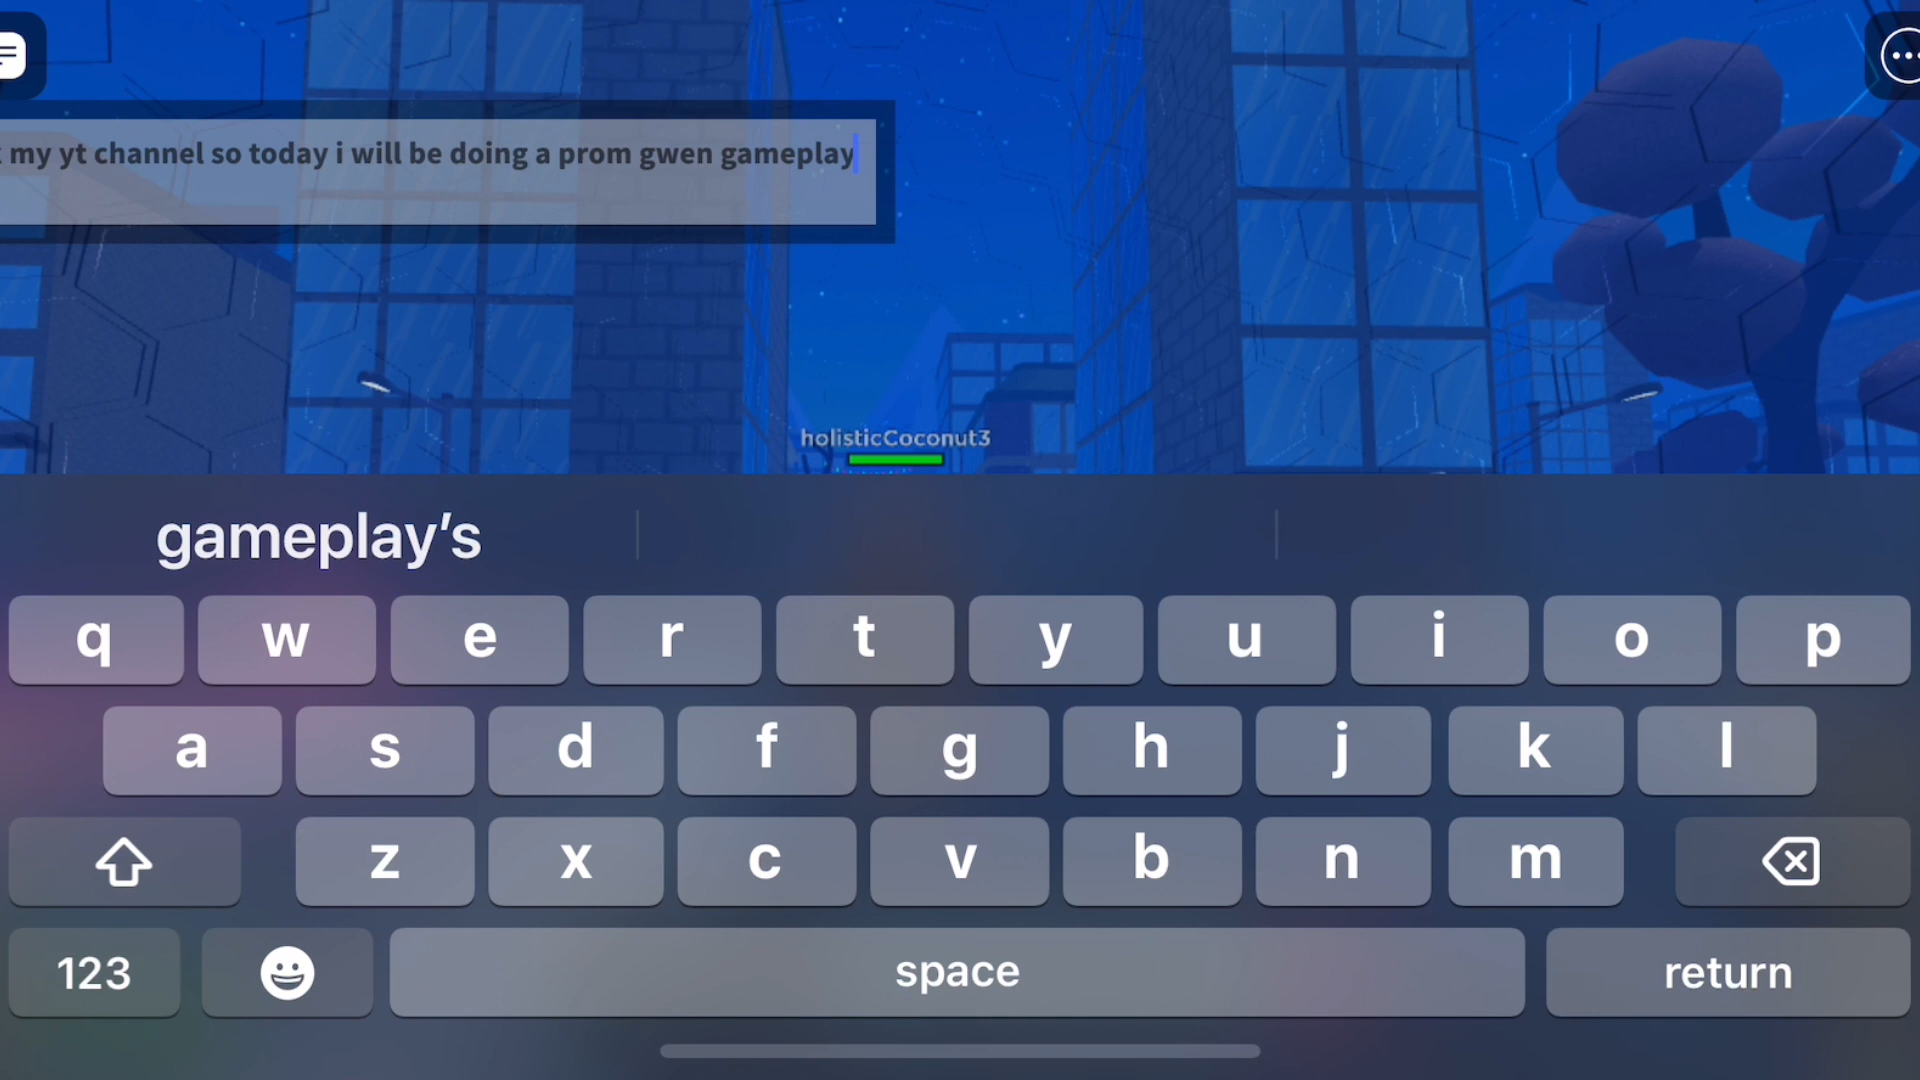 my yt channel so today i will be doing a prom gwen gameplay
holisticCoconut3
gameplay's
q w e r t y u i o p
a s d f g h j k l
z x c v b n m
123 space return